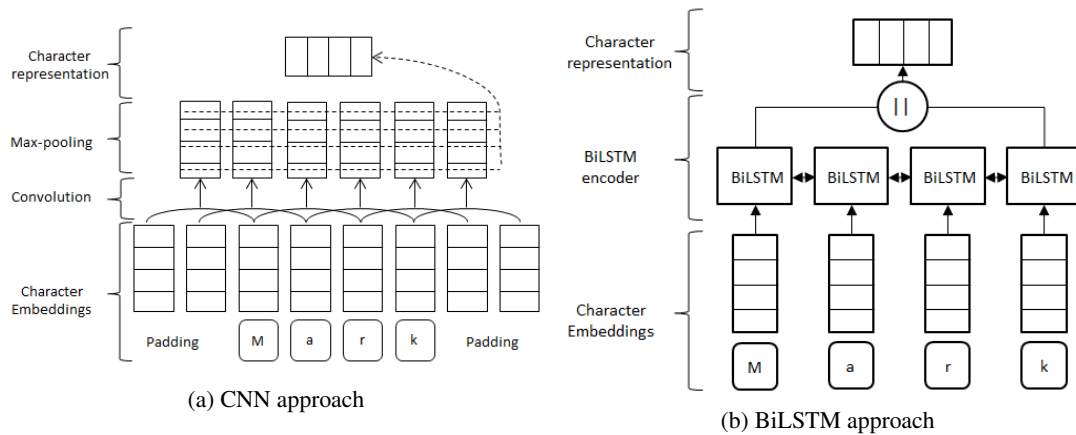 Character
representation
Max-pooling
Convolution
Character
Embeddings
Padding
M
a
r
k
Padding
(a) CNN approach
Character
representation
||
BiLSTM
encoder
BiLSTM
BiLSTM
BiLSTM
BiLSTM
Character
Embeddings
M
a
r
k
(b) BiLSTM approach